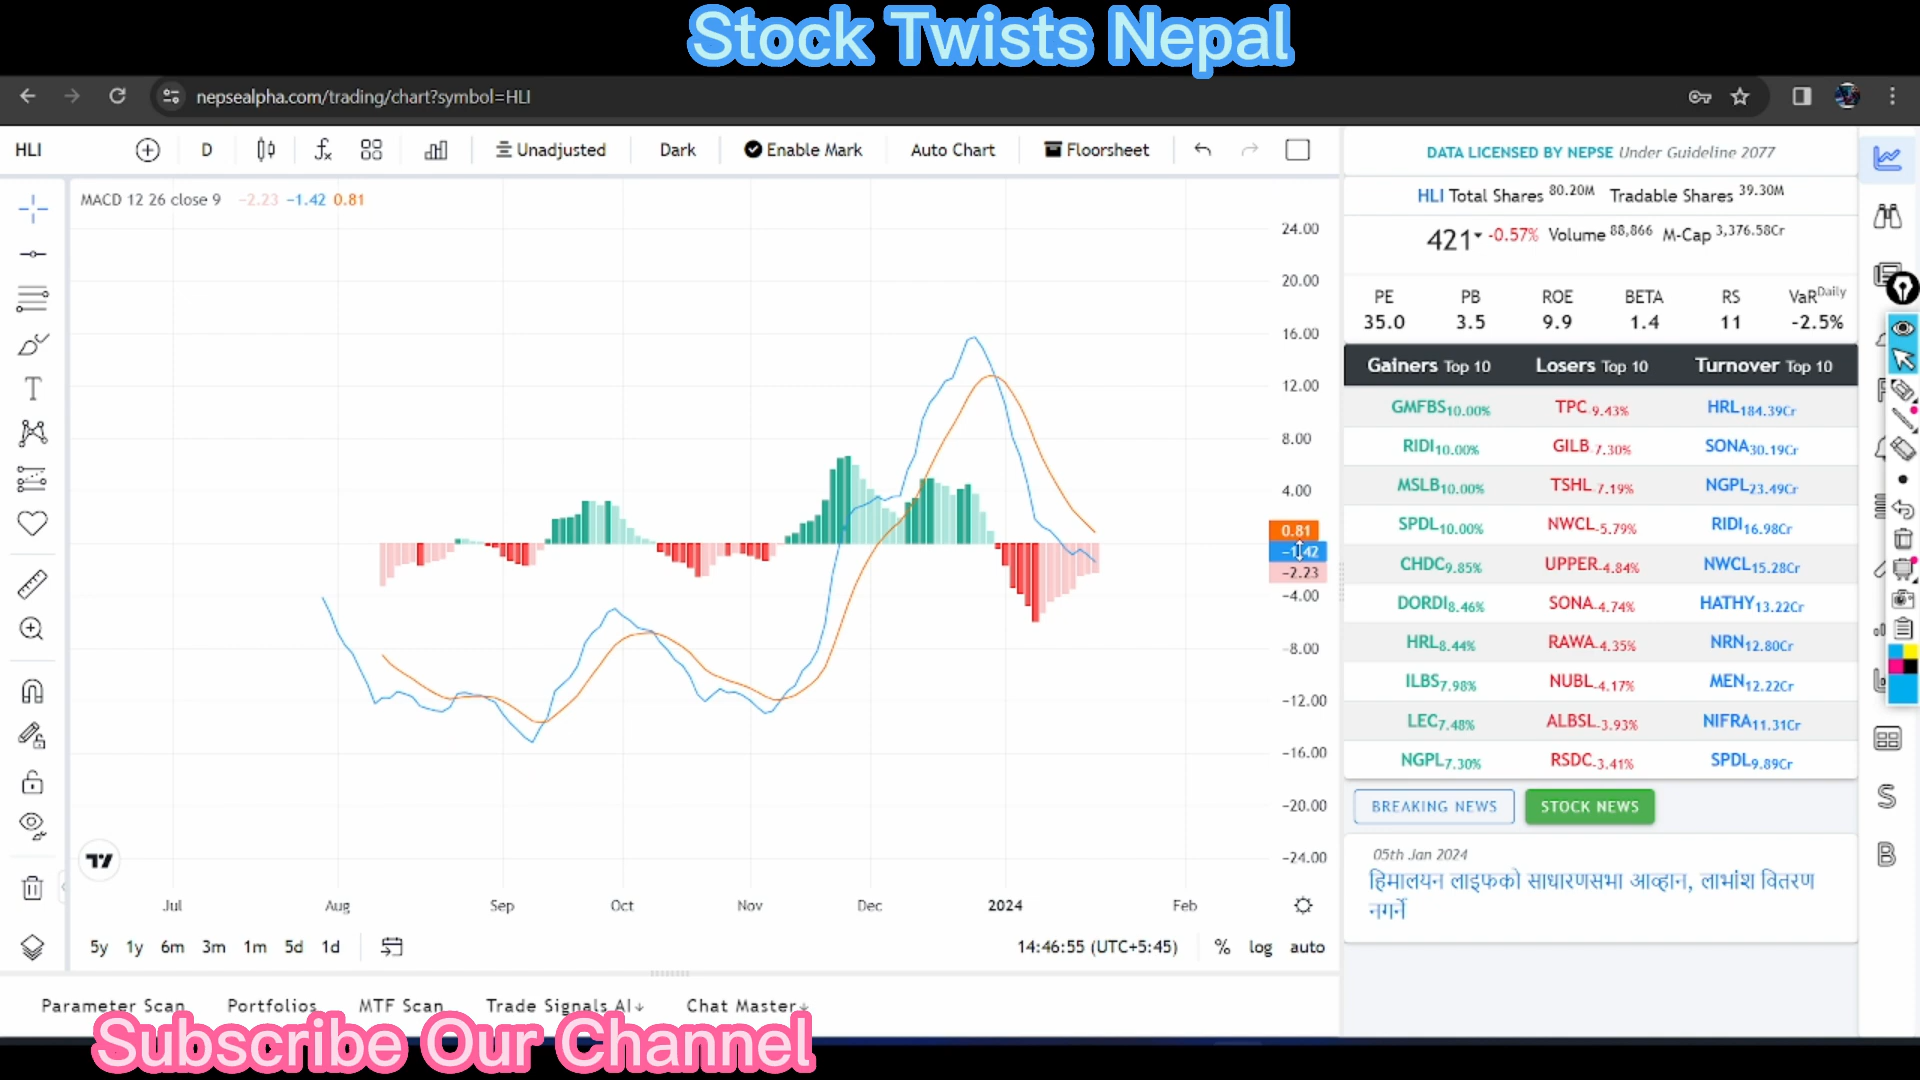 Stock Twists Nepal
nepsealpha.com/trading/chart?symbol=HLI
HLI D Unadjusted Dark Enable Mark Auto Chart Floorsheet
MACD 12 26 close 9 −2.23 −1.42 0.81
24.00
20.00
16.00
12.00
8.00
4.00
0.81
−1.42
−2.23
−4.00
−8.00
−12.00
−16.00
−20.00
−24.00
Jul Aug Sep Oct Nov Dec 2024 Feb
5y 1y 6m 3m 1m 5d 1d 14:46:55 (UTC+5:45) % log auto
Parameter Scan Portfolios MTF Scan Trade Signals AI↓ Chat Master↓
Subscribe Our Channel
DATA LICENSED BY NEPSE Under Guideline 2077
HLI Total Shares 80.20M Tradable Shares 39.30M
421 -0.57% Volume 88,866 M-Cap 3,376.58Cr
PE PB ROE BETA RS VaR Daily
35.0 3.5 9.9 1.4 11 -2.5%
Gainers Top 10 Losers Top 10 Turnover Top 10
GMFBS 10.00% TPC -9.43% HRL 184.39Cr
RIDI 10.00% GILB -7.30% SONA 30.19Cr
MSLB 10.00% TSHL -7.19% NGPL 23.49Cr
SPDL 10.00% NWCL -5.79% RIDI 16.98Cr
CHDC 9.85% UPPER -4.84% NWCL 15.28Cr
DORDI 8.46% SONA -4.74% HATHY 13.22Cr
HRL 8.44% RAWA -4.35% NRN 12.80Cr
ILBS 7.98% NUBL -4.17% MEN 12.22Cr
LEC 7.48% ALBSL -3.93% NIFRA 11.31Cr
NGPL 7.30% RSDC -3.41% SPDL 9.89Cr
BREAKING NEWS STOCK NEWS
05th Jan 2024
हिमालयन लाइफको साधारणसभा आव्हान, लाभांश वितरण
नगर्ने